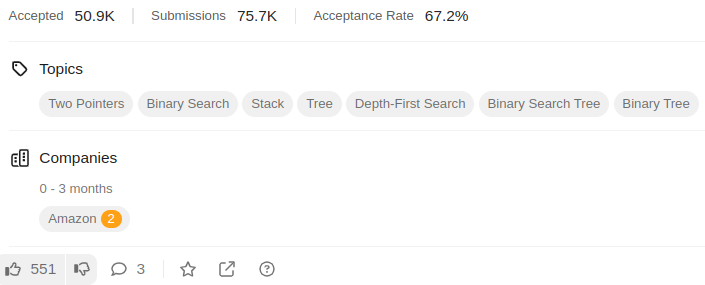 Accepted 50.9K Submissions 75.7K Acceptance Rate 67.2%
Topics
Two Pointers Binary Search Stack Tree Depth-First Search Binary Search Tree Binary Tree
Companies
0 - 3 months
Amazon 2
551 3